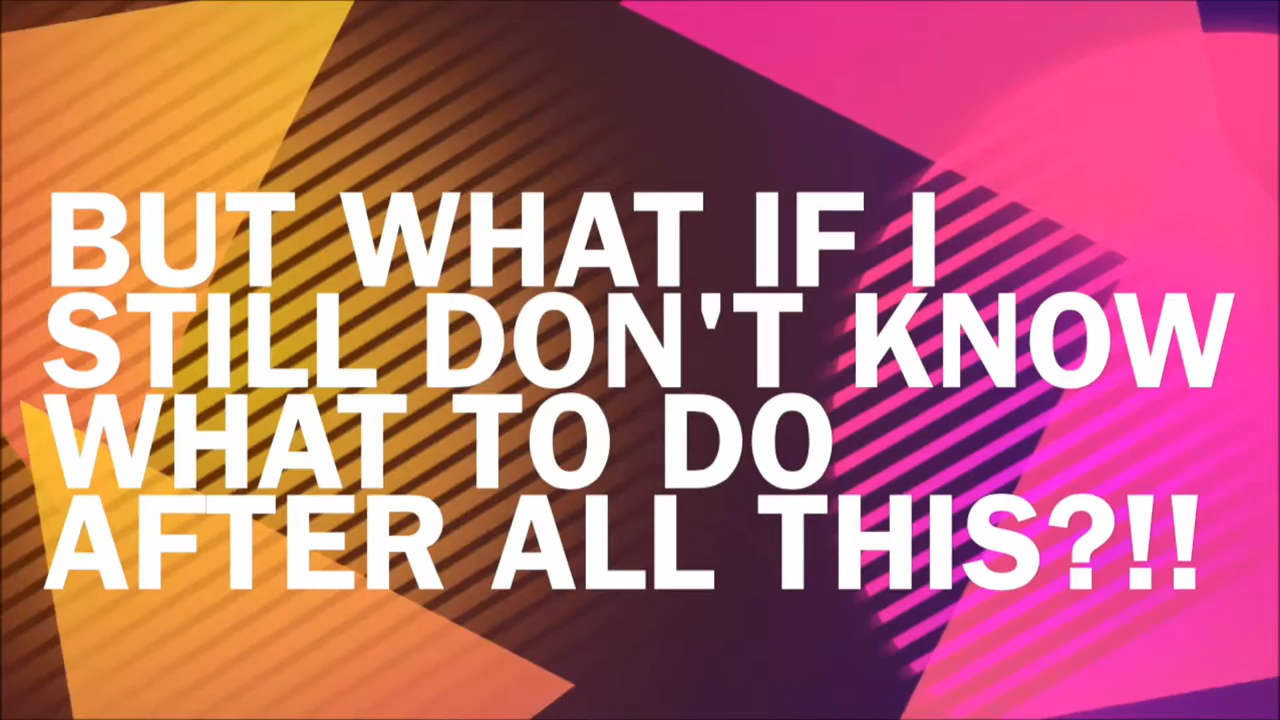 BUT WHAT IF I
STILL DON'T KNOW
WHAT TO DO
AFTER ALL THIS?!!